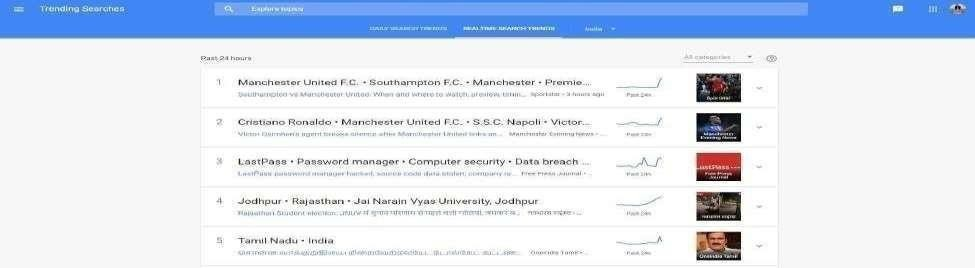 Trending Searches
Explore topics
DAILY SEARCH TRENDS REALTIME SEARCH TRENDS India
Past 24 hours
All categories
1 Manchester United F.C. • Southampton F.C. • Manchester • Premie...
Southampton vs Manchester United: When and where to watch, preview, timin... Sportstar • 3 hours ago
Past 24h
Sportstar
2 Cristiano Ronaldo • Manchester United F.C. • S.S.C. Napoli • Victor...
Victor Osimhen's agent breaks silence after Manchester United links an... Manchester Evening News • ...
Past 24h
Manchester
Evening News
3 LastPass • Password manager • Computer security • Data breach ...
LastPass password manager hacked, source code data stolen; company is... Free Press Journal • ...
Past 24h
LastPass
Free Press
Journal
4 Jodhpur • Rajasthan • Jai Narain Vyas University, Jodhpur
Rajasthan Student election: JNUV में चुनाव
Past 24h
5 Tamil Nadu • India
Oneindia Tamil • ...
Past 24h
Oneindia Tamil